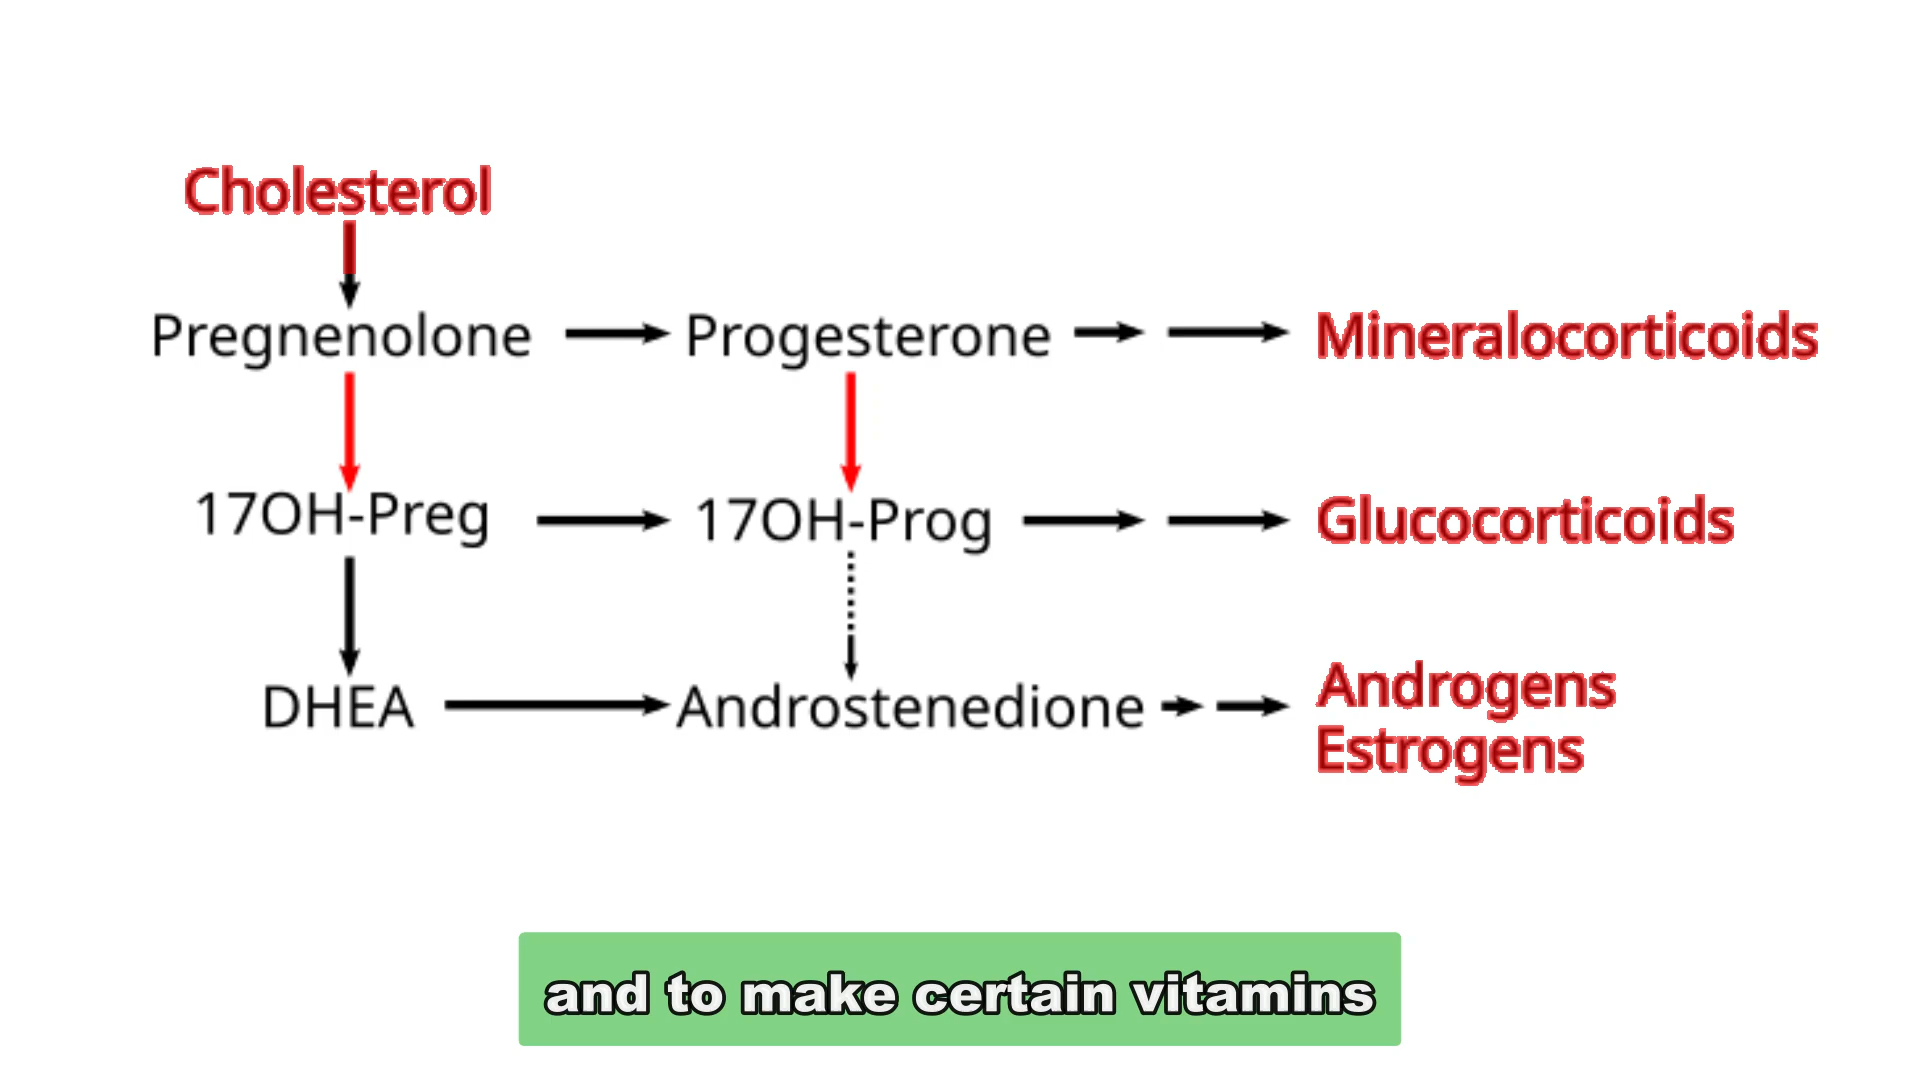 Cholesterol
Pregnenolone
Progesterone
Mineralocorticoids
17OH-Preg
17OH-Prog
Glucocorticoids
DHEA
Androstenedione
Androgens
Estrogens
and to make certain vitamins